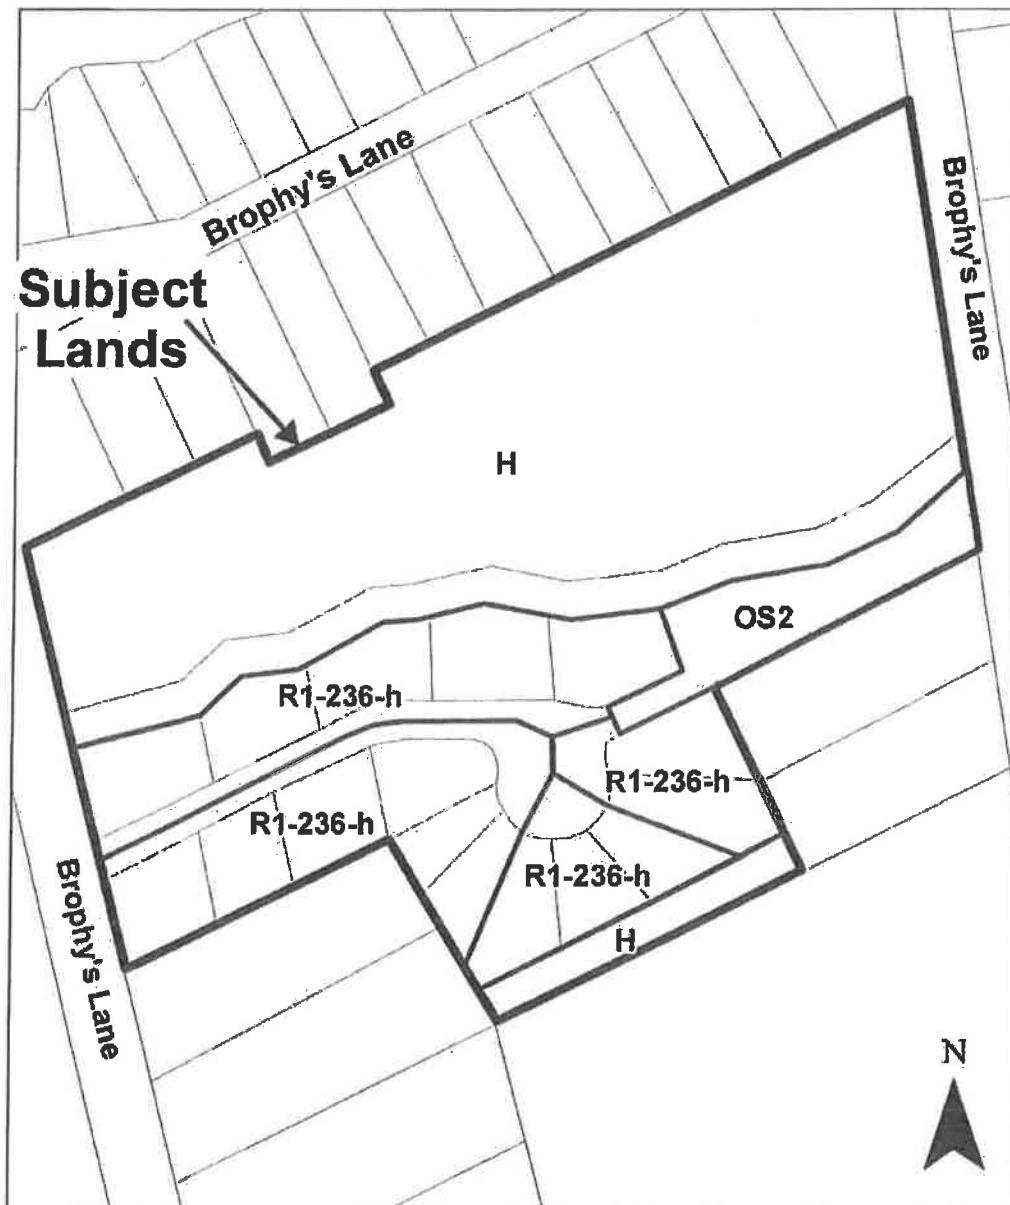 Brophy's Lane
Brophy's Lane
Subject
Lands
H
OS2
R1-236-h
R1-236-h
R1-236-h
R1-236-h
H
Brophy's Lane
N